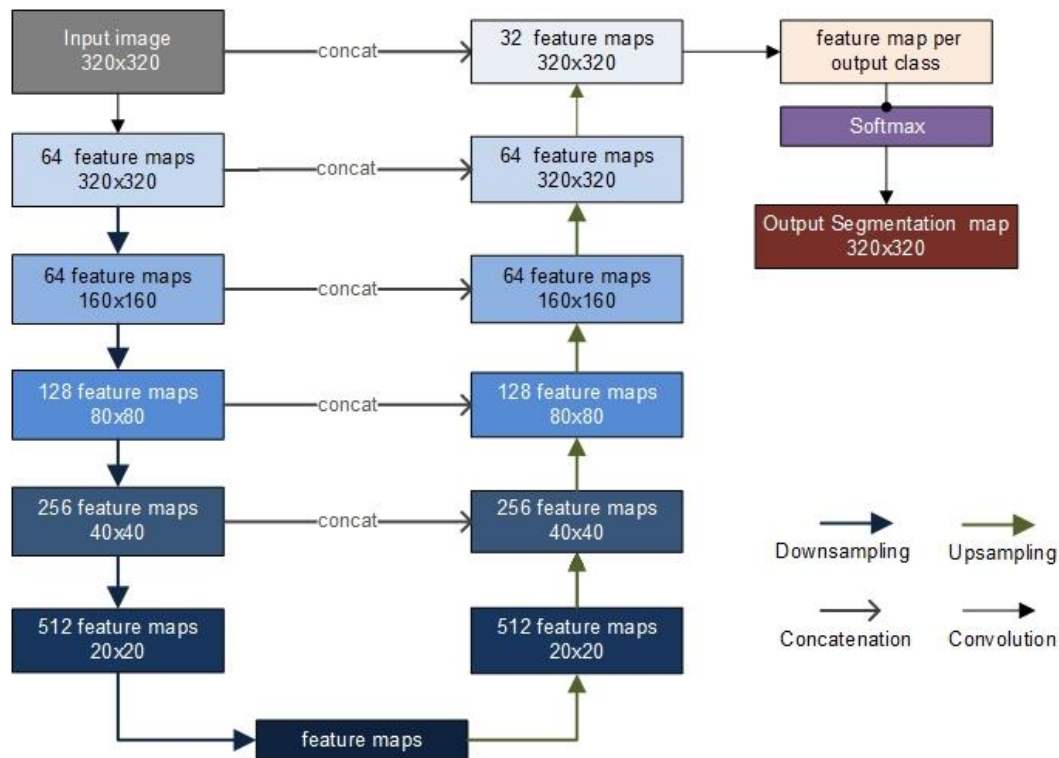 Input image
320x320
concat
32 feature maps
320x320
feature map per
output class
Softmax
Output Segmentation map
320x320
64 feature maps
320x320
concat
64 feature maps
320x320
64 feature maps
160x160
concat
64 feature maps
160x160
128 feature maps
80x80
concat
128 feature maps
80x80
256 feature maps
40x40
concat
256 feature maps
40x40
512 feature maps
20x20
512 feature maps
20x20
feature maps
Downsampling
Upsampling
Concatenation
Convolution